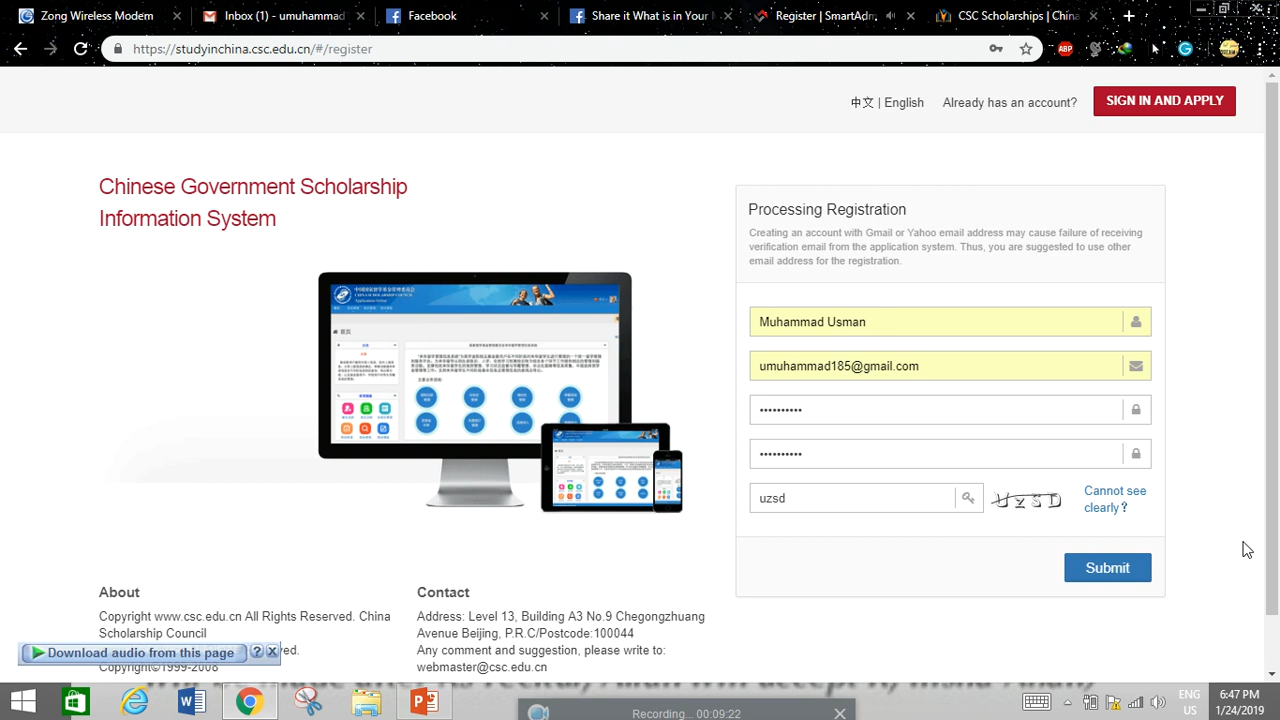 Zong Wireless Modem
Inbox (1) - umuhammad
Facebook
Share it What is in Your
Register | SmartAdm
CSC Scholarships | China
https://studyinchina.csc.edu.cn/#/register
ABP
中文 | English
Already has an account?
SIGN IN AND APPLY
Chinese Government Scholarship
Information System
Processing Registration
Creating an account with Gmail or Yahoo email address may cause failure of receiving
verification email from the application system. Thus, you are suggested to use other
email address for the registration.
Muhammad Usman
umuhammad185@gmail.com
••••••••••
••••••••••
uzsd
UZSD
Cannot see
clearly?
Submit
About
Copyright www.csc.edu.cn All Rights Reserved. China
Scholarship Council
Copyright©1999-2008
Contact
Address: Level 13, Building A3 No.9 Chegongzhuang
Avenue Beijing, P.R.C/Postcode:100044
Any comment and suggestion, please write to:
webmaster@csc.edu.cn
Download audio from this page
Recording... 00:09:22
ENG
US
6:47 PM
1/24/2019